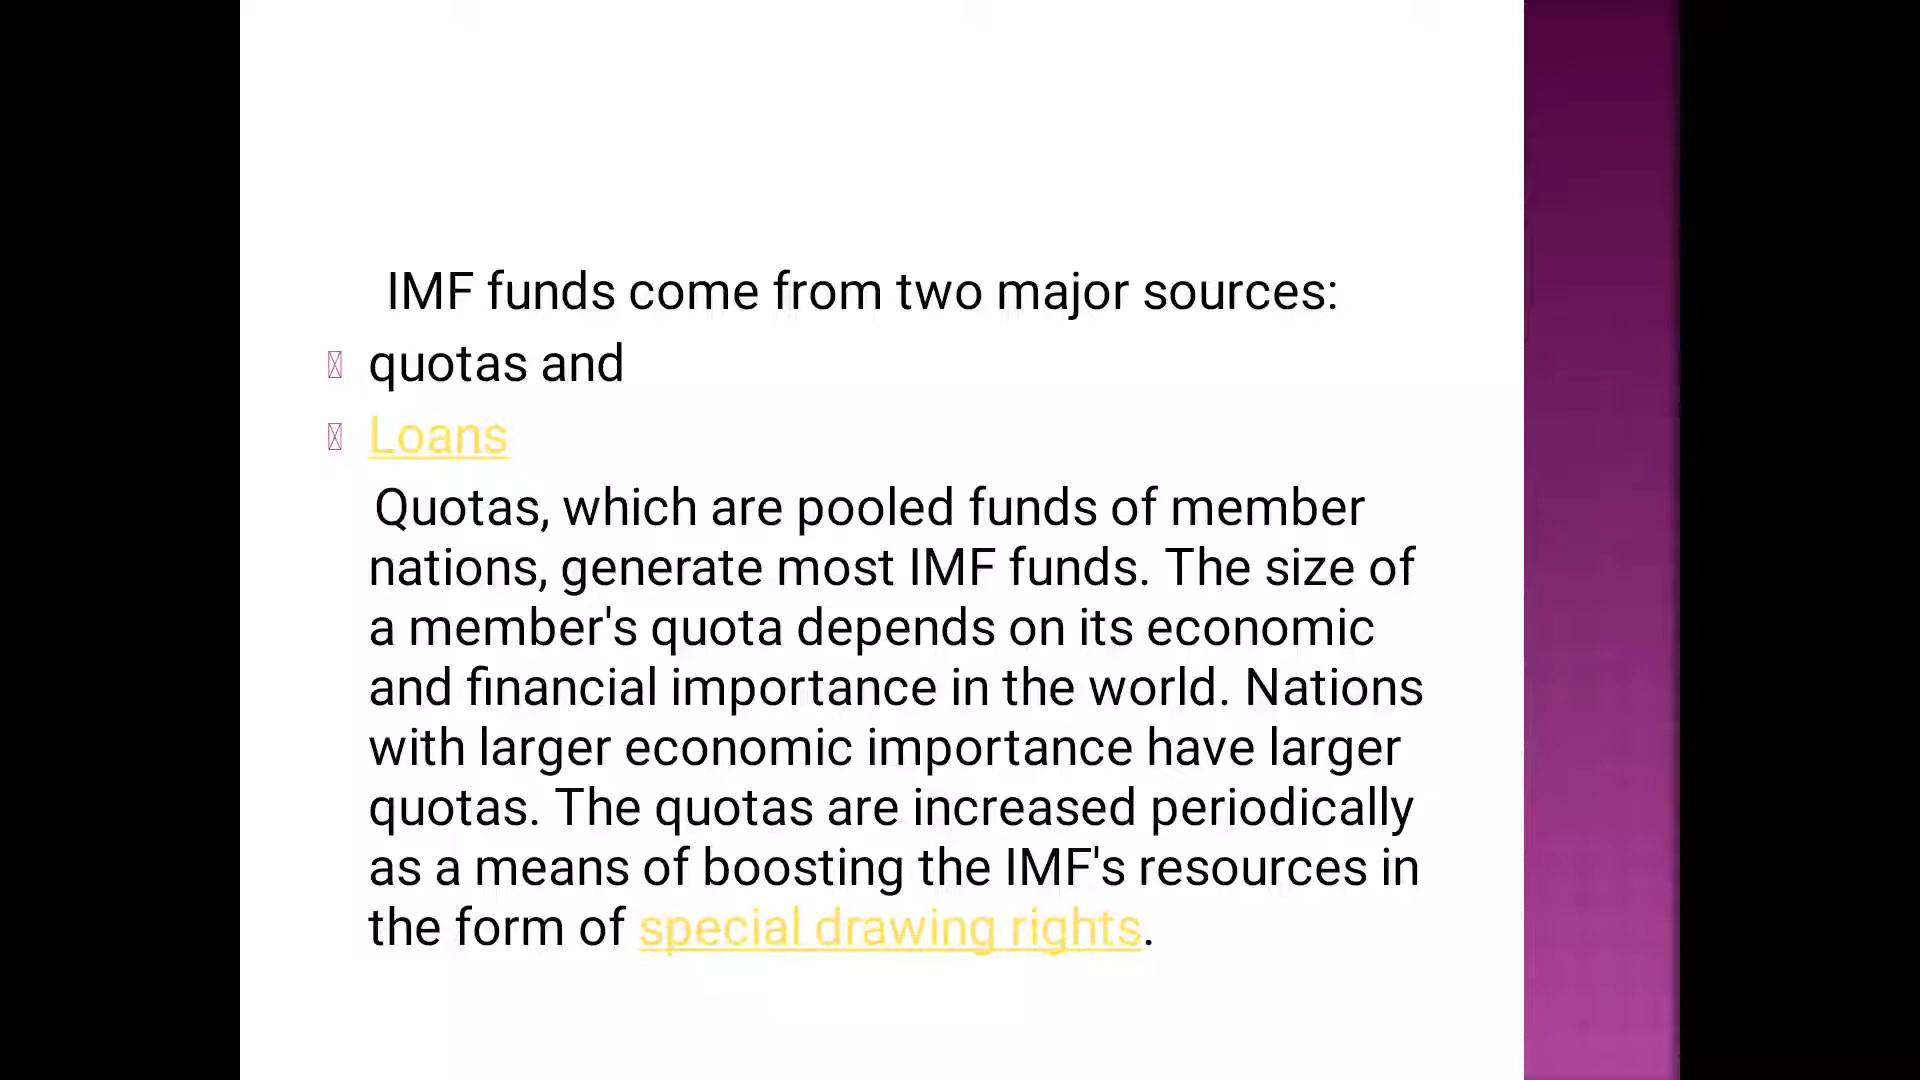 IMF funds come from two major sources:
quotas and
Loans
Quotas, which are pooled funds of member
nations, generate most IMF funds. The size of
a member's quota depends on its economic
and financial importance in the world. Nations
with larger economic importance have larger
quotas. The quotas are increased periodically
as a means of boosting the IMF's resources in
the form of special drawing rights.